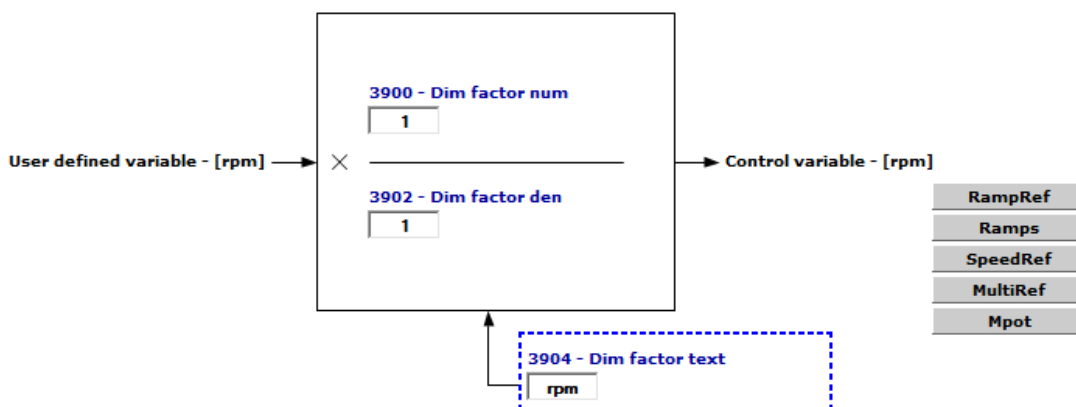 3900 - Dim factor num
1
User defined variable - [rpm]
×
Control variable - [rpm]
3902 - Dim factor den
1
RampRef
Ramps
SpeedRef
MultiRef
Mpot
3904 - Dim factor text
rpm